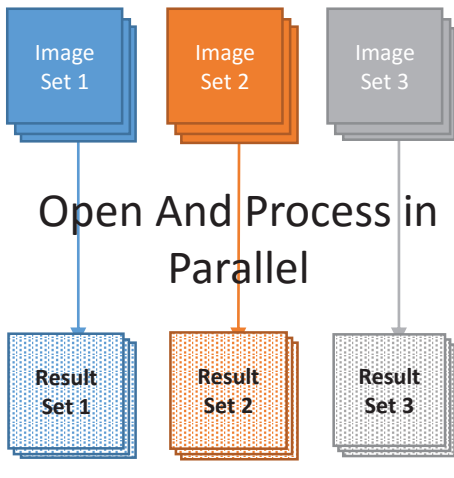 Image
Set 1
Image
Set 2
Image
Set 3
Open And Process in
Parallel
Result
Set 1
Result
Set 2
Result
Set 3